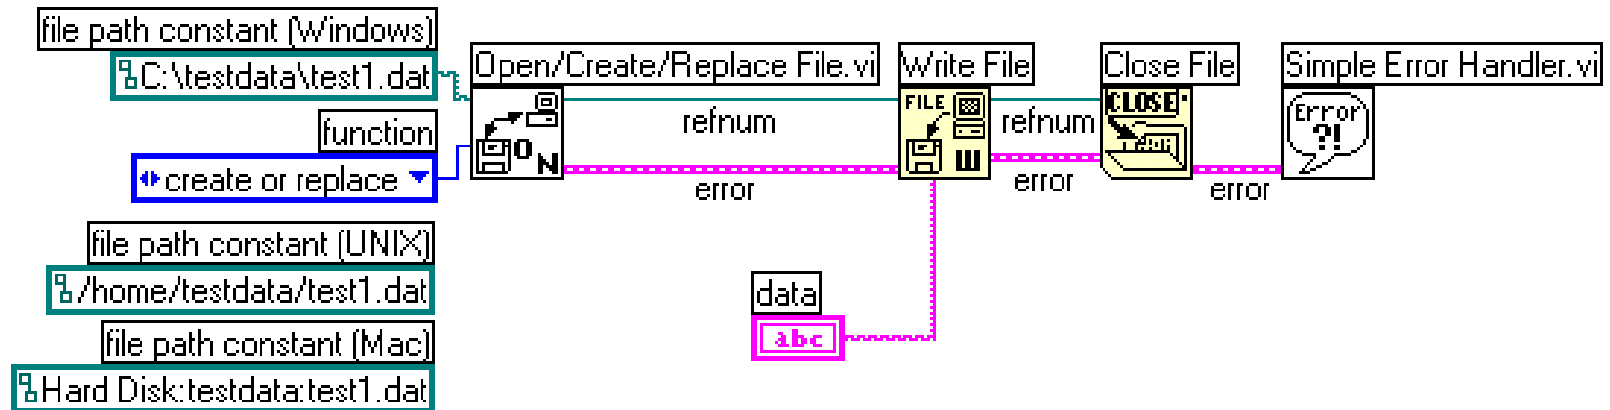 file path constant (Windows)
C:\testdata\test1.dat
function
create or replace
Open/Create/Replace File.vi
O N
refnum
error
Write File
FILE
W
refnum
error
Close File
CLOSE
error
Simple Error Handler.vi
Error
?!
file path constant (UNIX)
/home/testdata/test1.dat
file path constant (Mac)
Hard Disk:testdata:test1.dat
data
abc